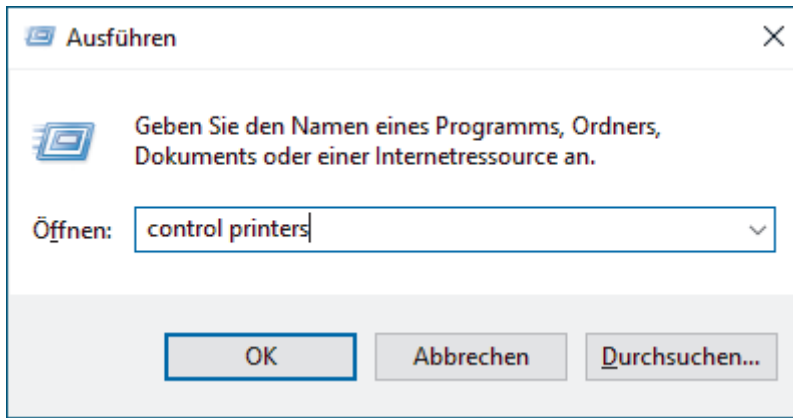 Ausführen
Geben Sie den Namen eines Programms, Ordners,
Dokuments oder einer Internetressource an.
Öffnen: control printers
OK Abbrechen Durchsuchen...